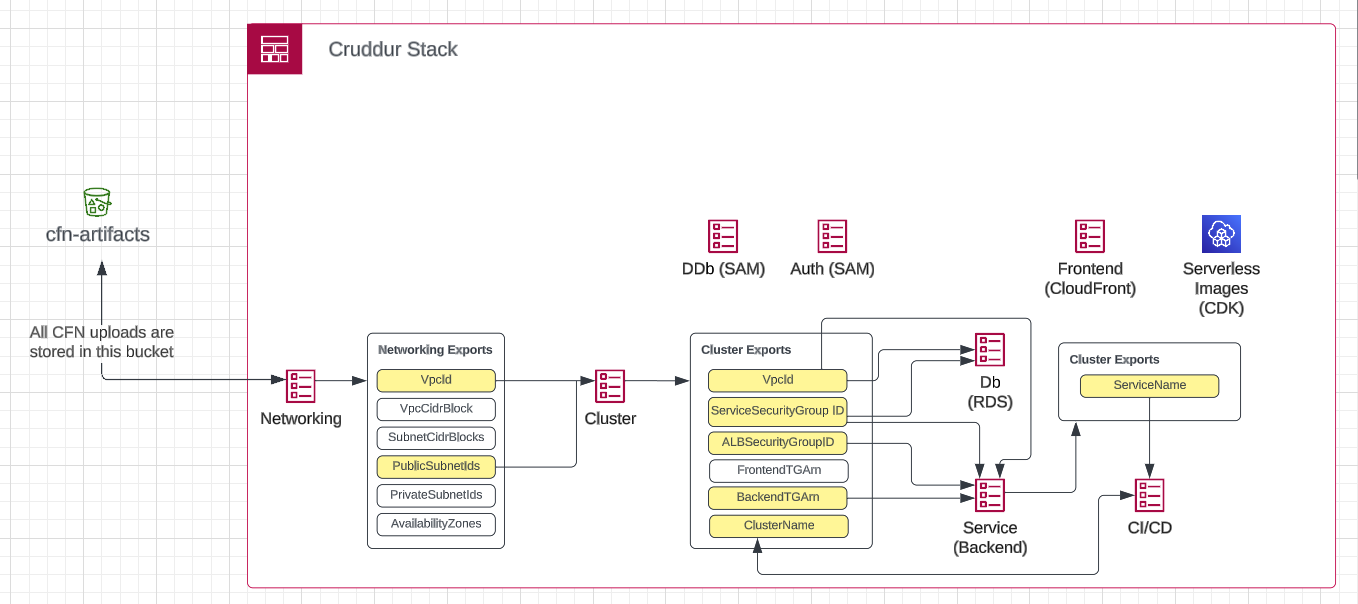 Cruddur Stack
cfn-artifacts
All CFN uploads are
stored in this bucket
Networking
Networking Exports
VpcId
VpcCidrBlock
SubnetCidrBlocks
PublicSubnetIds
PrivateSubnetIds
AvailabilityZones
Cluster
DDb (SAM)
Auth (SAM)
Frontend
(CloudFront)
Serverless
Images
(CDK)
Cluster Exports
VpcId
ServiceSecurityGroup ID
ALBSecurityGroupID
FrontendTGArn
BackendTGArn
ClusterName
Db
(RDS)
Service
(Backend)
Cluster Exports
ServiceName
CI/CD